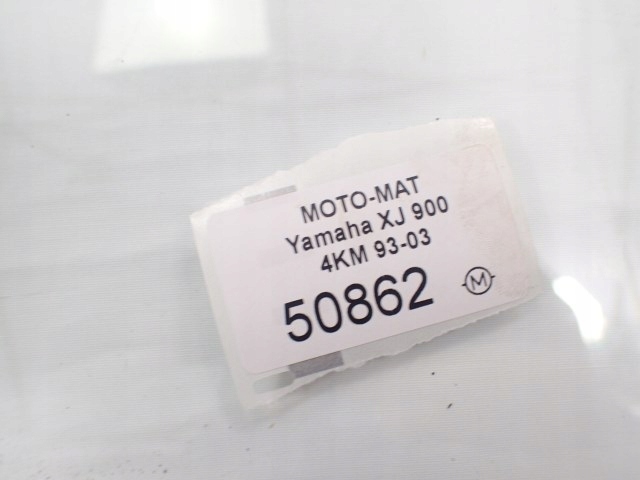 MOTO-MAT
Yamaha XJ 900
4KM 93-03
50862
M